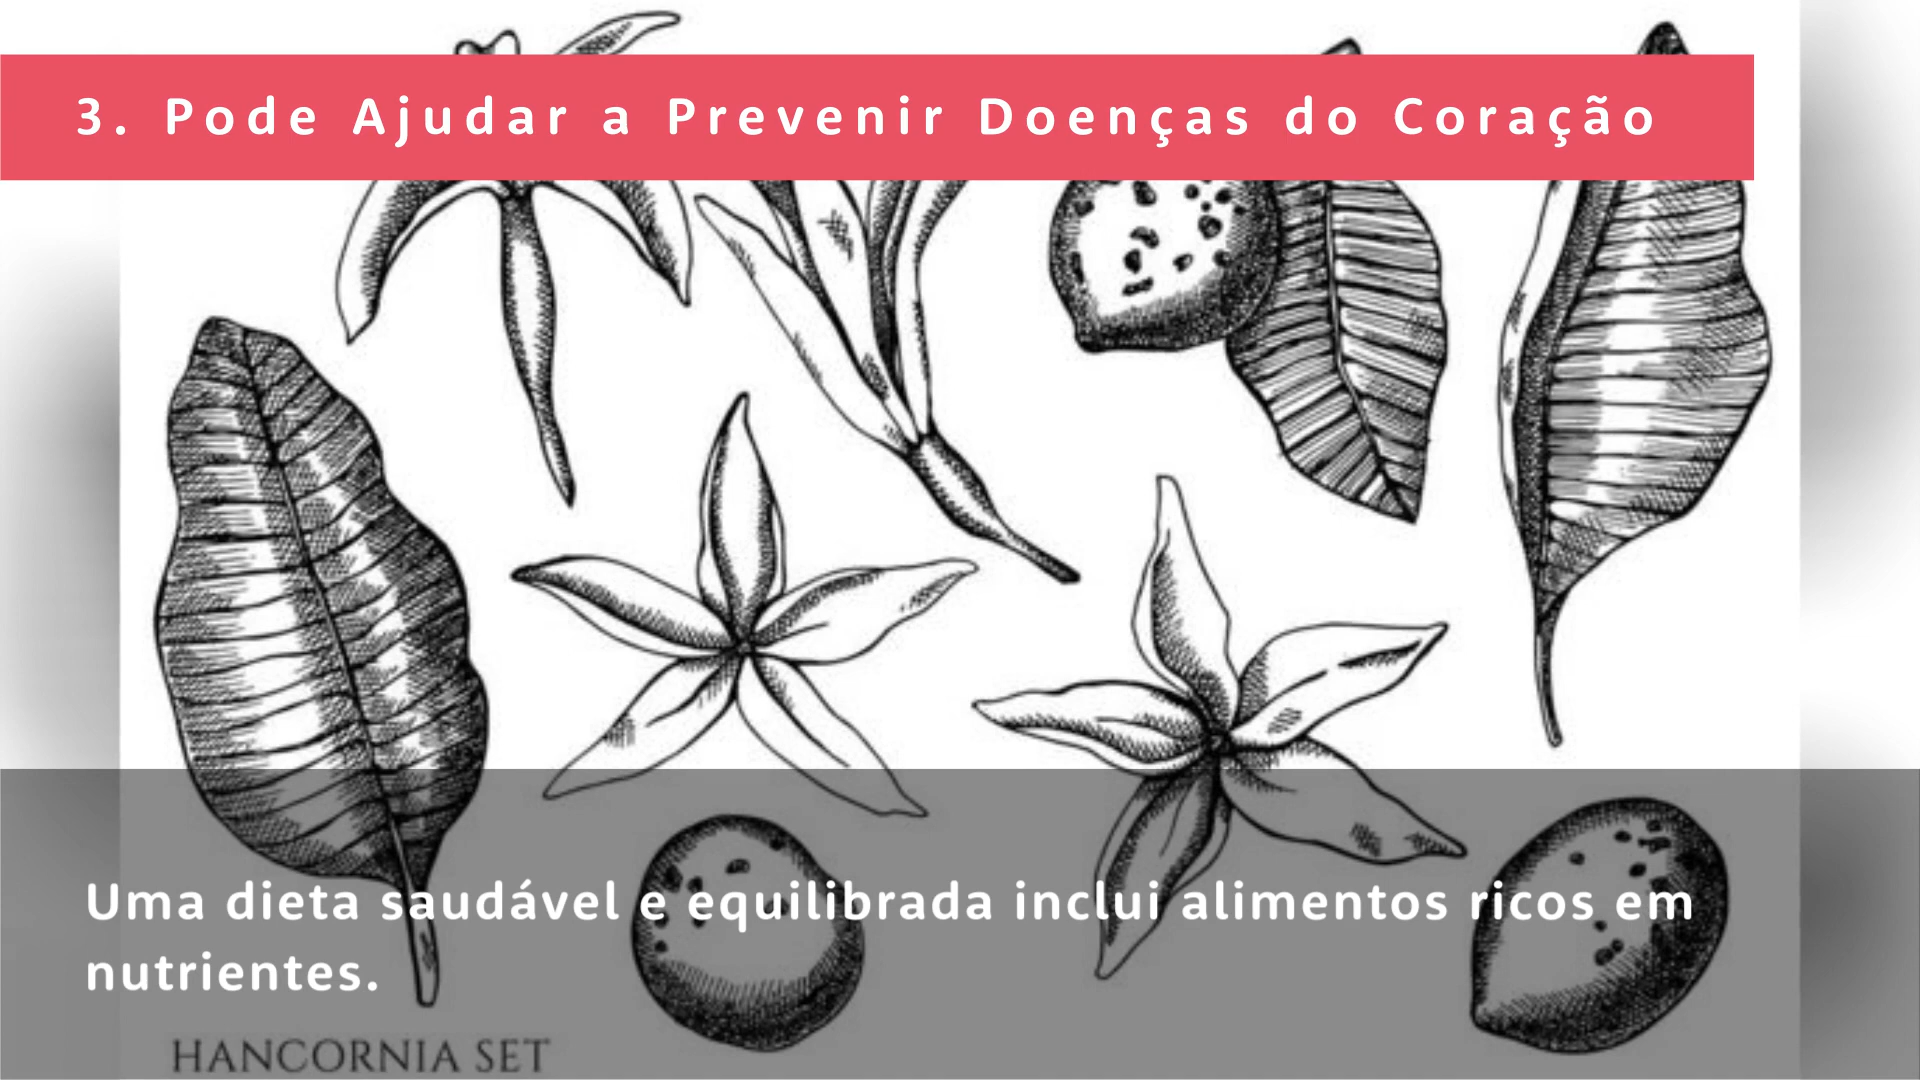 3. Pode Ajudar a Prevenir Doenças do Coração
Uma dieta saudável e equilibrada inclui alimentos ricos em
nutrientes.
HANCORNIA SET